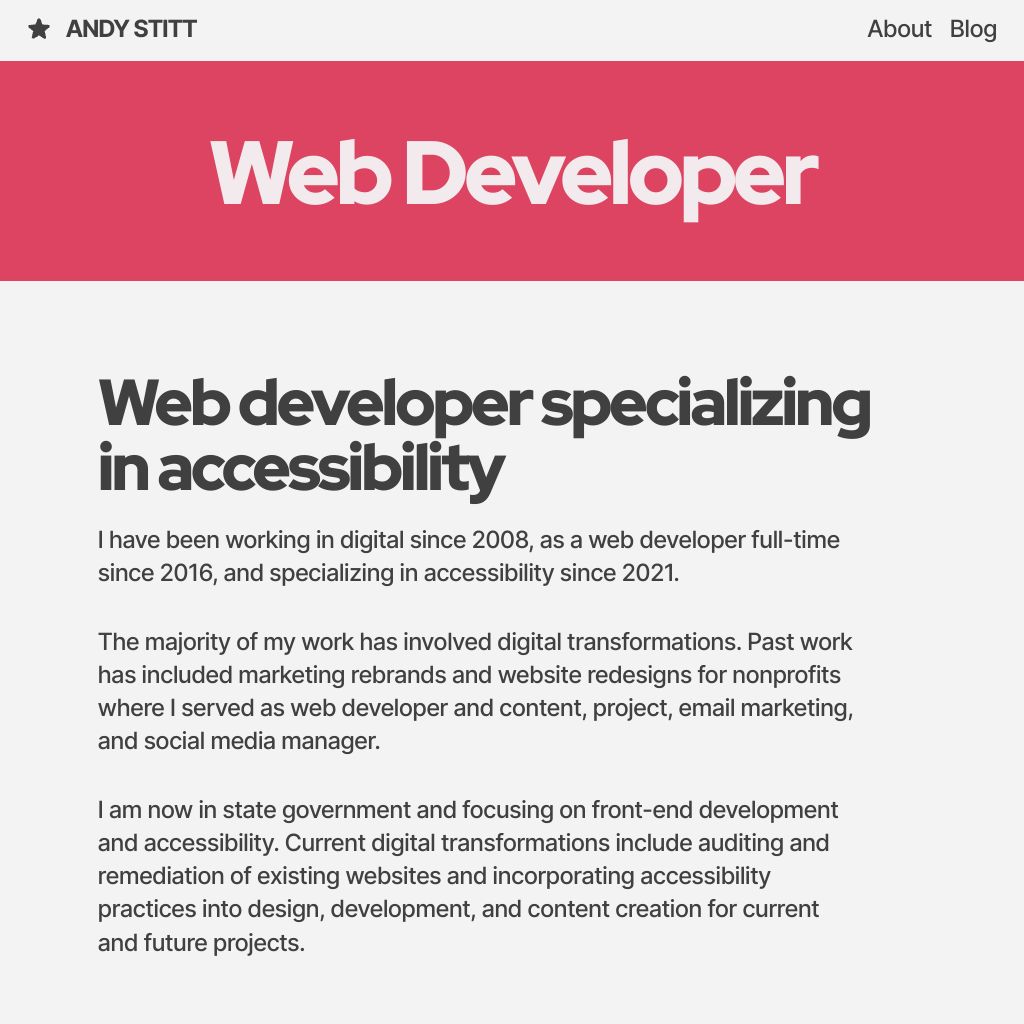 ANDY STITT
About Blog
Web Developer
Web developer specializing
in accessibility
I have been working in digital since 2008, as a web developer full-time
since 2016, and specializing in accessibility since 2021.
The majority of my work has involved digital transformations. Past work
has included marketing rebrands and website redesigns for nonprofits
where I served as web developer and content, project, email marketing,
and social media manager.
I am now in state government and focusing on front-end development
and accessibility. Current digital transformations include auditing and
remediation of existing websites and incorporating accessibility
practices into design, development, and content creation for current
and future projects.